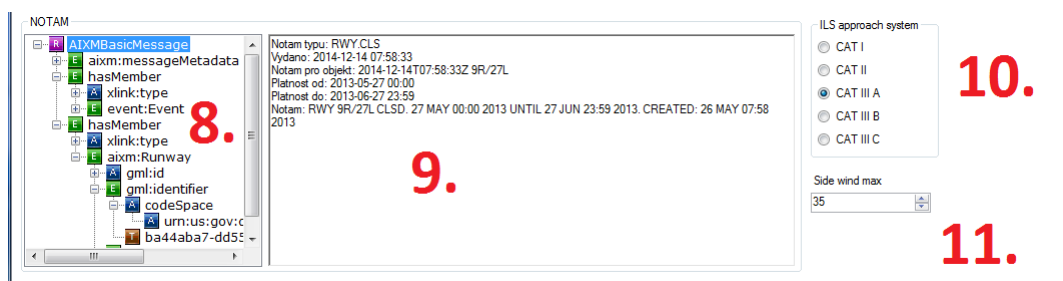 NOTAM
AIXMBasicMessage
aixm:messageMetadata
hasMember
xlink:type
event:Event
hasMember
xlink:type
aixm:Runway
gml:id
gml:identifier
codeSpace
urn:us:gov:c
ba44aba7-dd55
8.
Notam typu: RWY.CLS
Vydano: 2014-12-14 07:58:33
Notam pro objekt: 2014-12-14T07:58:33Z 9R/27L
Platnost od: 2013-05-27 00:00
Platnost do: 2013-06-27 23:59
Notam: RWY 9R/27L CLSD. 27 MAY 00:00 2013 UNTIL 27 JUN 23:59 2013. CREATED: 26 MAY 07:58
2013
9.
ILS approach system
CAT I
CAT II
CAT III A
CAT III B
CAT III C
10.
Side wind max
35
11.